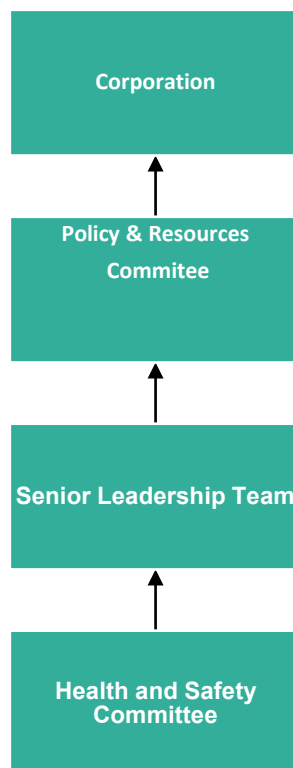 Corporation
Policy & Resources
Commitee
Senior Leadership Team
Health and Safety
Committee